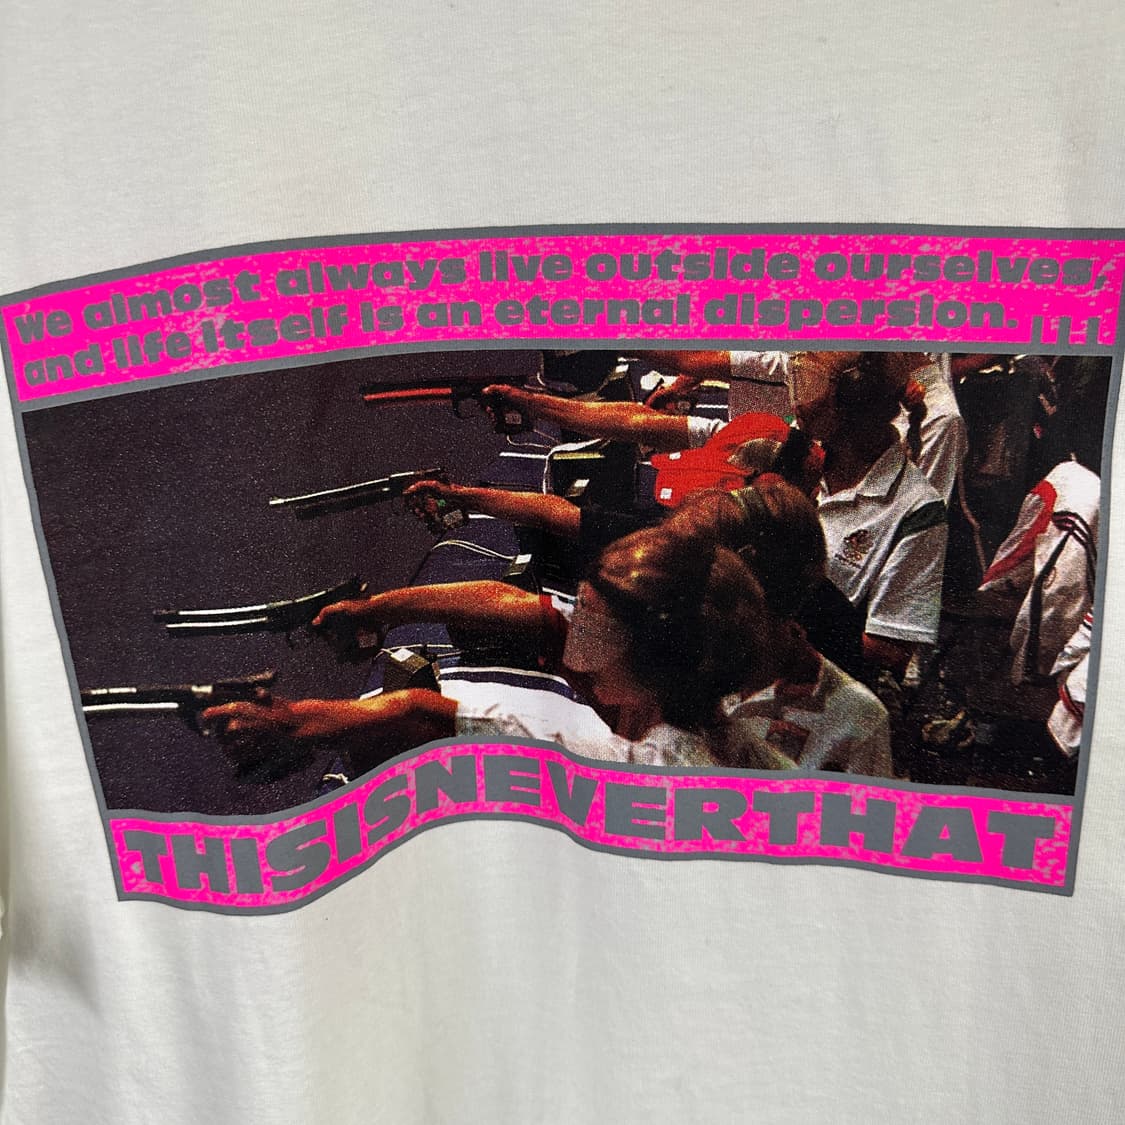 We almost always live outside ourselves,
and life itself is an eternal dispersion.
THISISNEVERTHAT